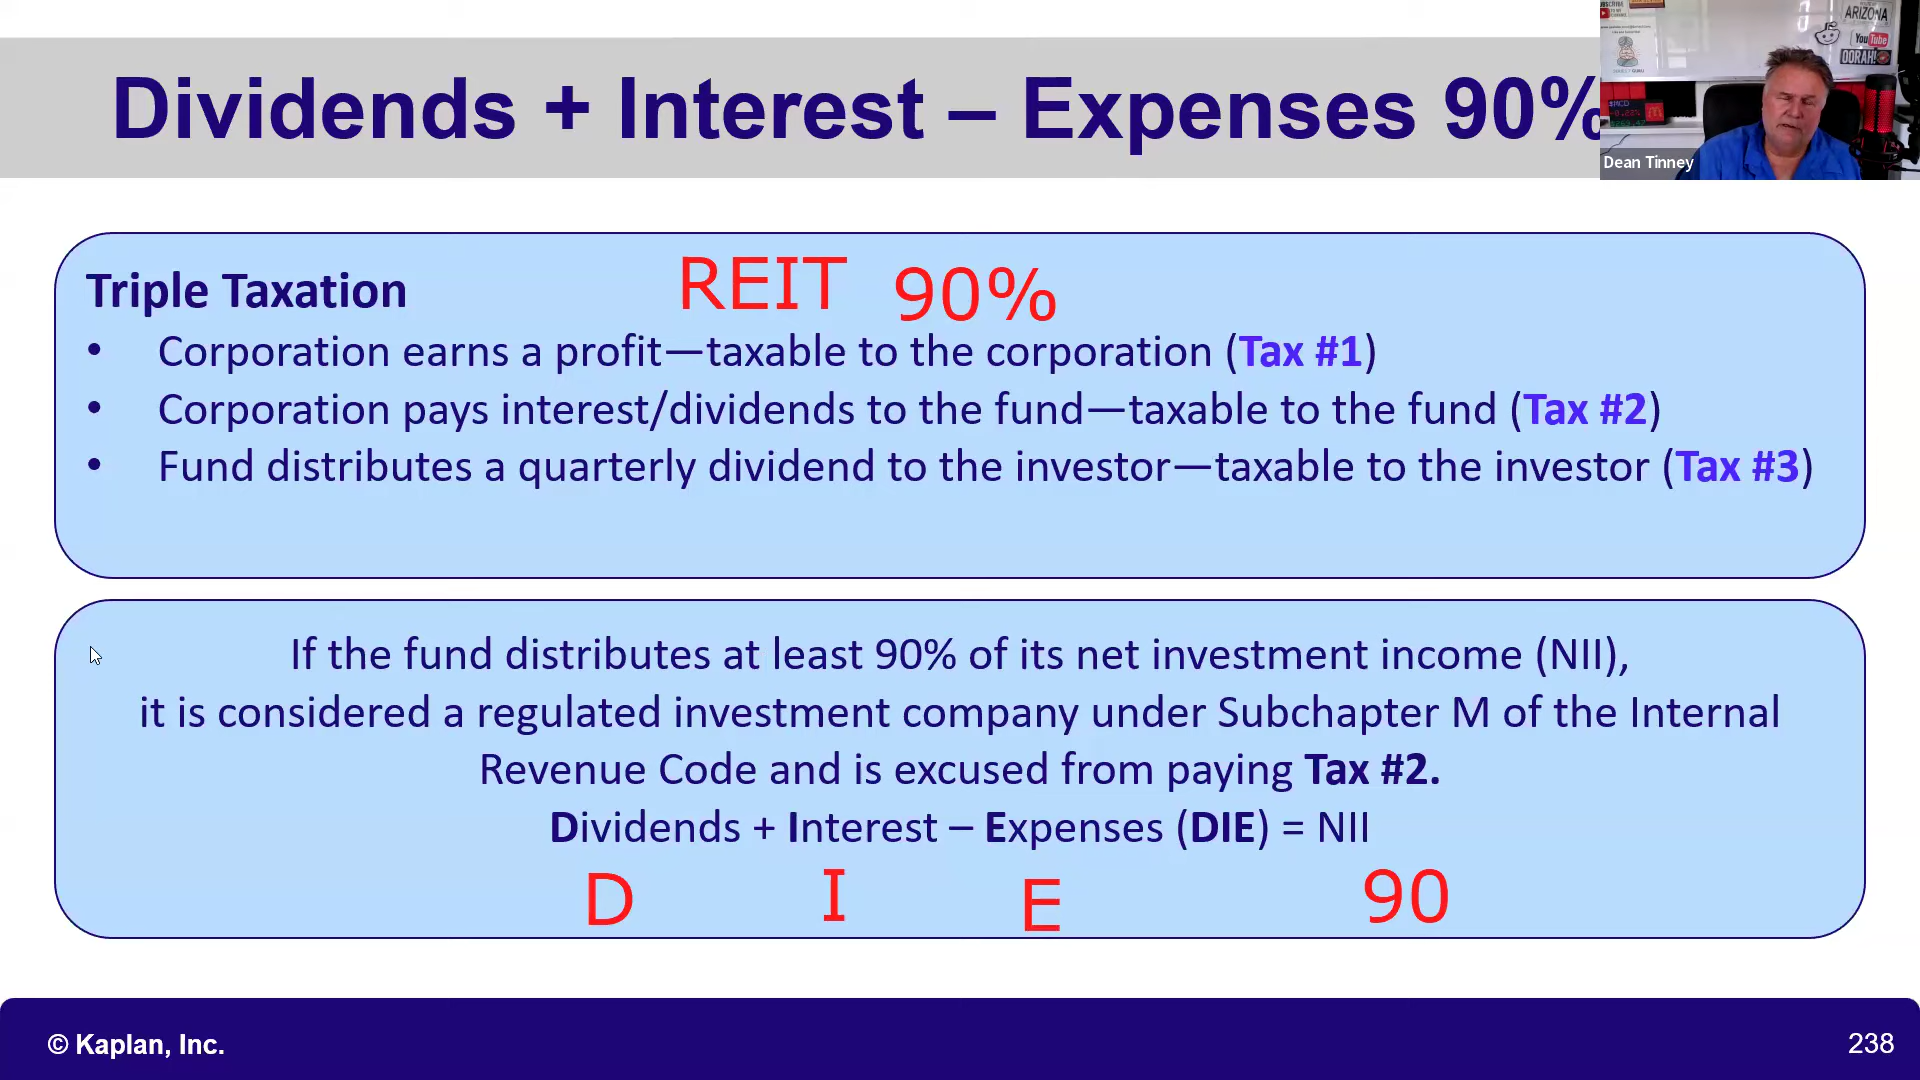 Dividends + Interest – Expenses 90%
ARIZONA
YouTube
OORAH!
Dean Tinney
REIT 90%
Triple Taxation
• Corporation earns a profit—taxable to the corporation (Tax #1)
• Corporation pays interest/dividends to the fund—taxable to the fund (Tax #2)
• Fund distributes a quarterly dividend to the investor—taxable to the investor (Tax #3)
If the fund distributes at least 90% of its net investment income (NII),
it is considered a regulated investment company under Subchapter M of the Internal
Revenue Code and is excused from paying Tax #2.
Dividends + Interest – Expenses (DIE) = NII
D I E 90
© Kaplan, Inc.
238